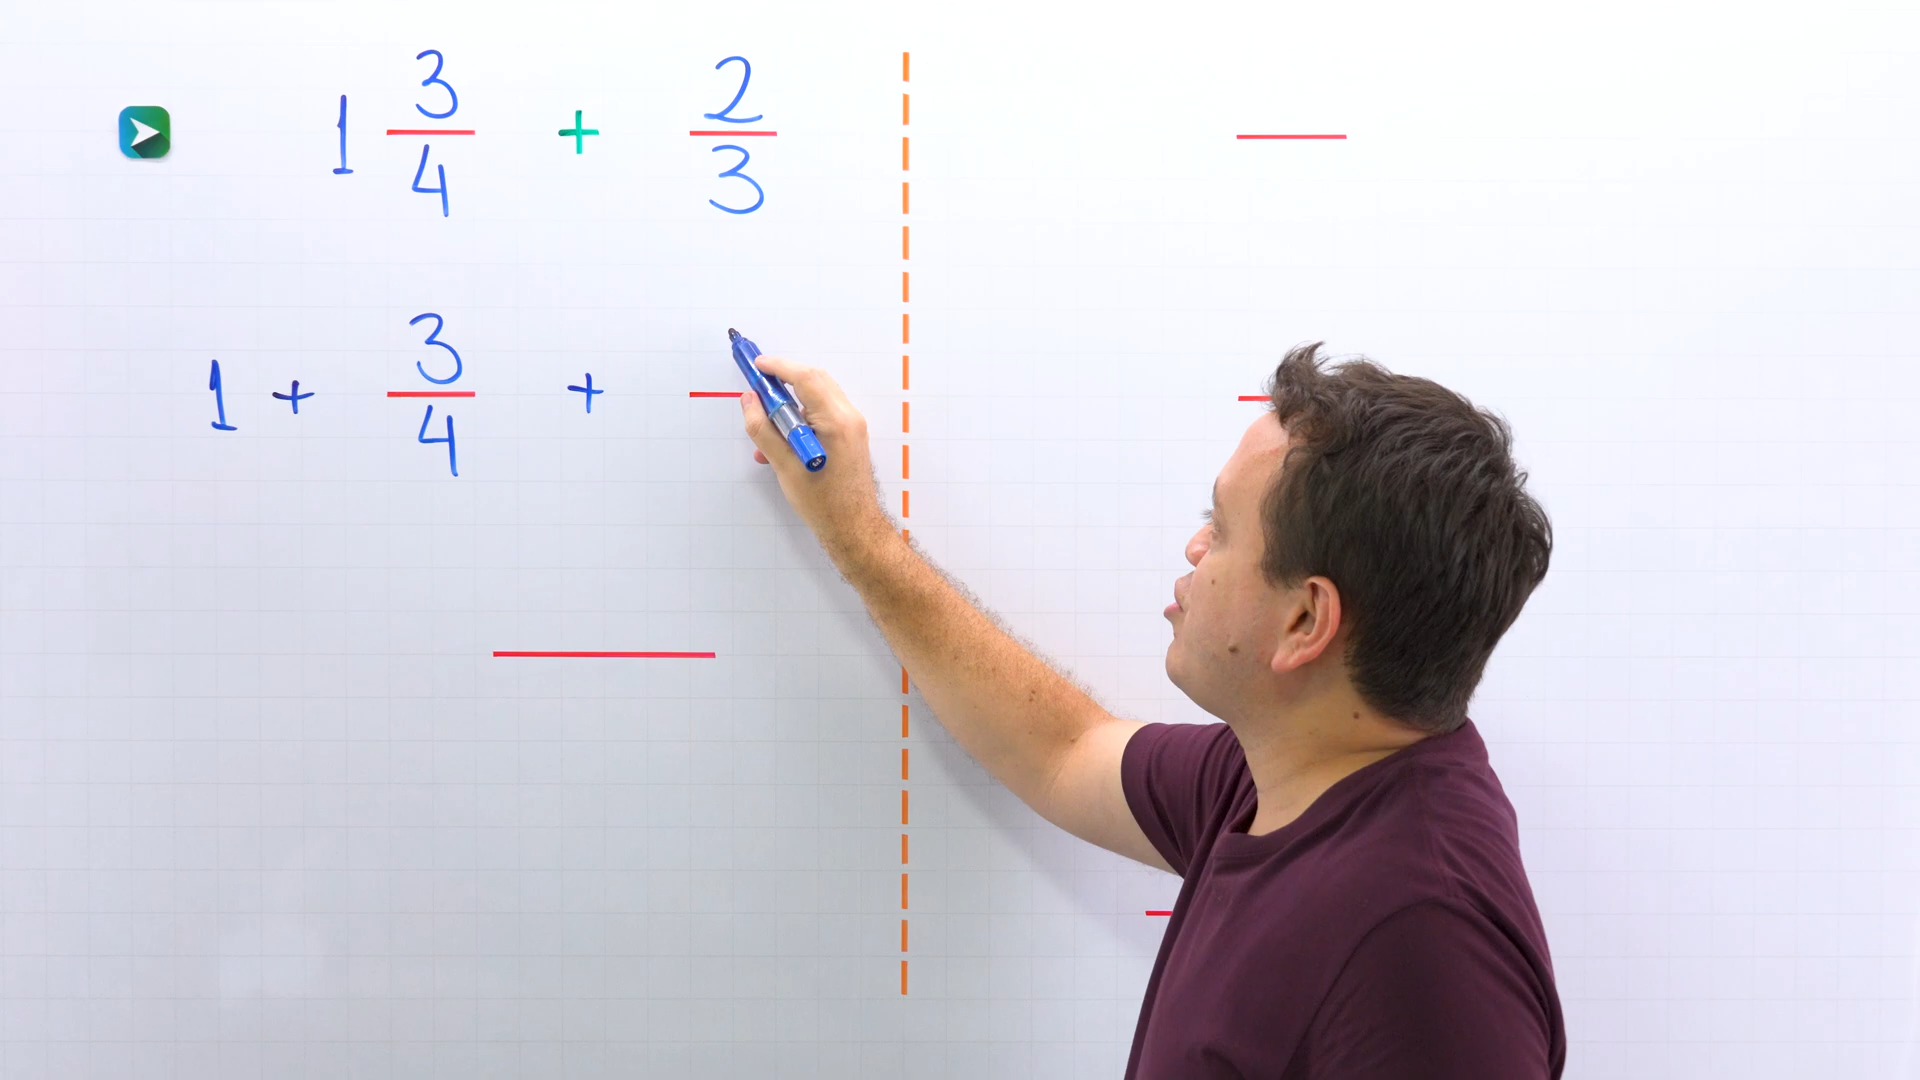 1 3/4 + 2/3
1 + 3/4 +